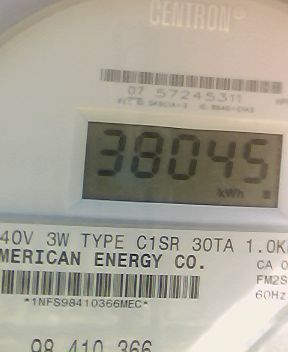 CENTRON®
07 57245311
38045
kWh
40V 3W TYPE C1SR 30TA 1.0K
MERICAN ENERGY CO.
CA 0
FM2S
60Hz
*1NFS98410366MEC*
98 410 366